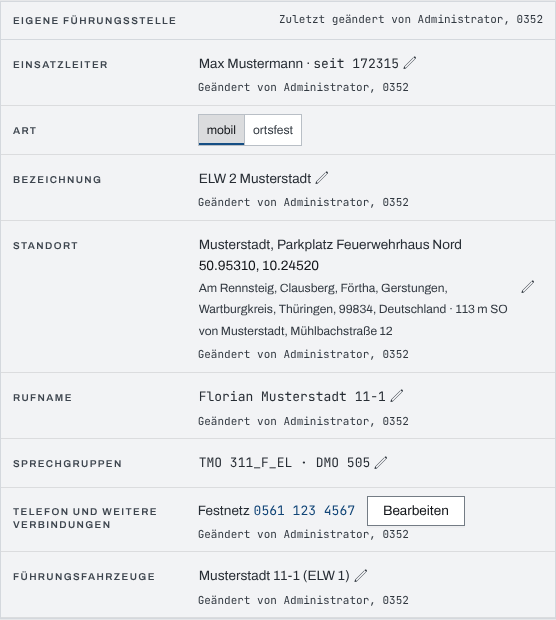 EIGENE FÜHRUNGSSTELLE
Zuletzt geändert von Administrator, 0352
EINSATZLEITER
Max Mustermann · seit 172315
Geändert von Administrator, 0352
ART
mobil
ortsfest
BEZEICHNUNG
ELW 2 Musterstadt
Geändert von Administrator, 0352
STANDORT
Musterstadt, Parkplatz Feuerwehrhaus Nord
50.95310, 10.24520
Am Rennsteig, Clausberg, Förtha, Gerstungen,
Wartburgkreis, Thüringen, 99834, Deutschland · 113 m SO
von Musterstadt, Mühlbachstraße 12
Geändert von Administrator, 0352
RUFNAME
Florian Musterstadt 11-1
Geändert von Administrator, 0352
SPRECHGRUPPEN
TMO 311_F_EL · DMO 505
TELEFON UND WEITERE
VERBINDUNGEN
Festnetz 0561 123 4567
Bearbeiten
Geändert von Administrator, 0352
FÜHRUNGSFAHRZEUGE
Musterstadt 11-1 (ELW 1)
Geändert von Administrator, 0352